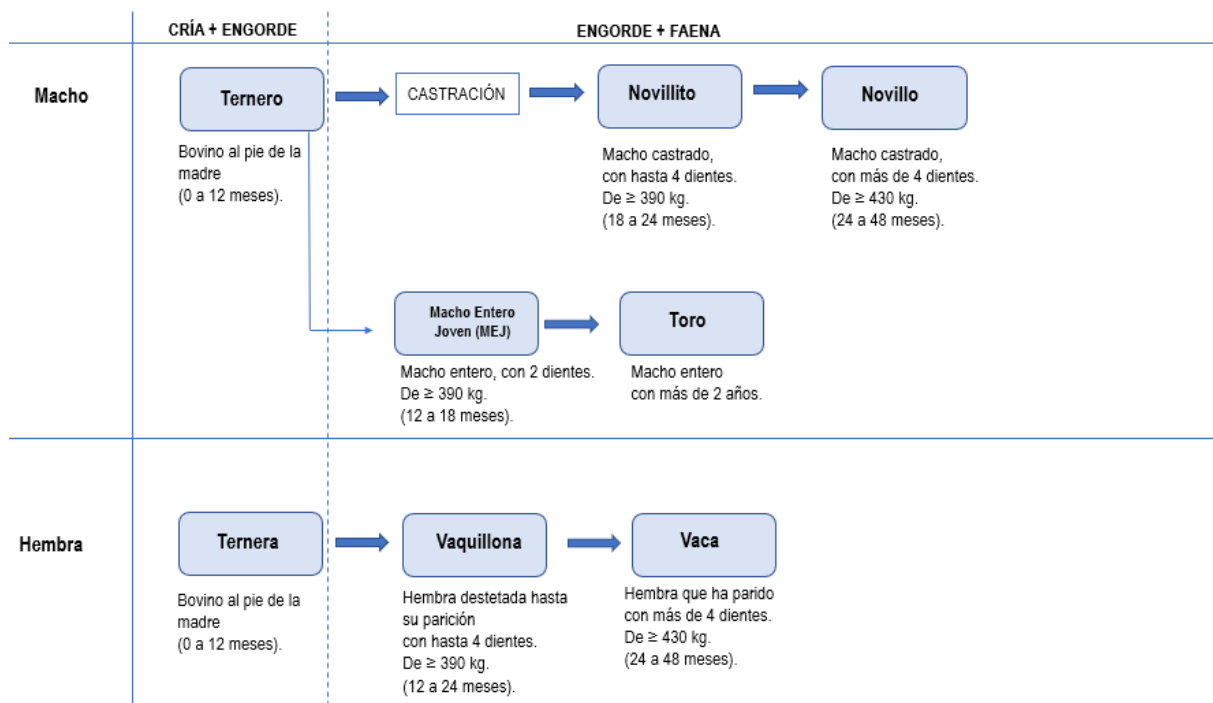 CRÍA + ENGORDE
ENGORDE + FAENA
Macho
Ternero
Bovino al pie de la
madre
(0 a 12 meses).
CASTRACIÓN
Novillito
Macho castrado,
con hasta 4 dientes.
De ≥ 390 kg.
(18 a 24 meses).
Novillo
Macho castrado,
con más de 4 dientes.
De ≥ 430 kg.
(24 a 48 meses).
Macho Entero
Joven (MEJ)
Macho entero, con 2 dientes.
De ≥ 390 kg.
(12 a 18 meses).
Toro
Macho entero
con más de 2 años.
Hembra
Ternera
Bovino al pie de la
madre
(0 a 12 meses).
Vaquillona
Hembra destetada hasta
su parición
con hasta 4 dientes.
De ≥ 390 kg.
(12 a 24 meses).
Vaca
Hembra que ha parido
con más de 4 dientes.
De ≥ 430 kg.
(24 a 48 meses).